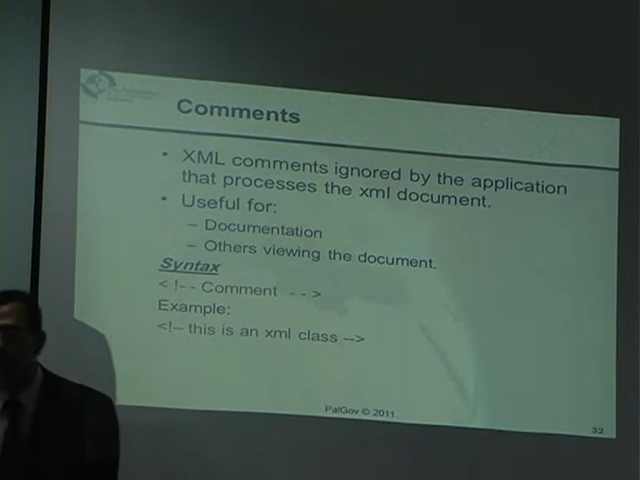 Comments
• XML comments ignored by the application
that processes the xml document.
• Useful for:
– Documentation
– Others viewing the document.
Syntax
< !- - Comment - - >
Example:
<!– this is an xml class –>
PalGov © 2011
32